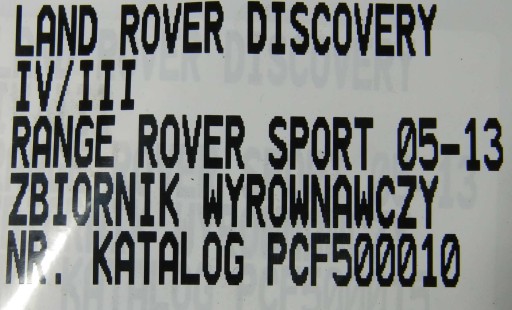 LAND ROVER DISCOVERY
IV/III
RANGE ROVER SPORT 05-13
ZBIORNIK WYROWNAWCZY
NR. KATALOG PCF500010